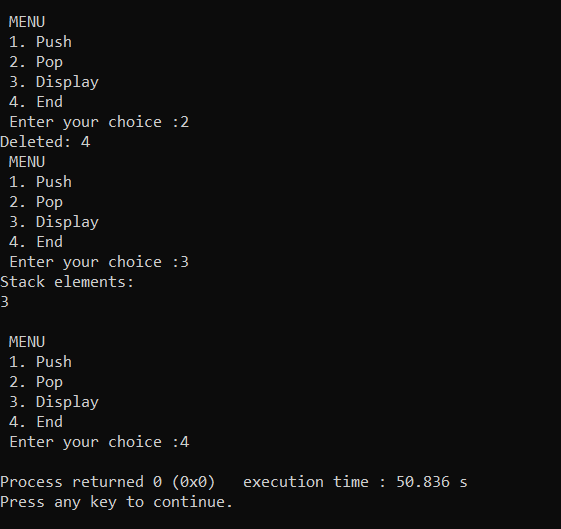 MENU
1. Push
2. Pop
3. Display
4. End
Enter your choice :2
Deleted: 4
MENU
1. Push
2. Pop
3. Display
4. End
Enter your choice :3
Stack elements:
3
MENU
1. Push
2. Pop
3. Display
4. End
Enter your choice :4
Process returned 0 (0x0)   execution time : 50.836 s
Press any key to continue.